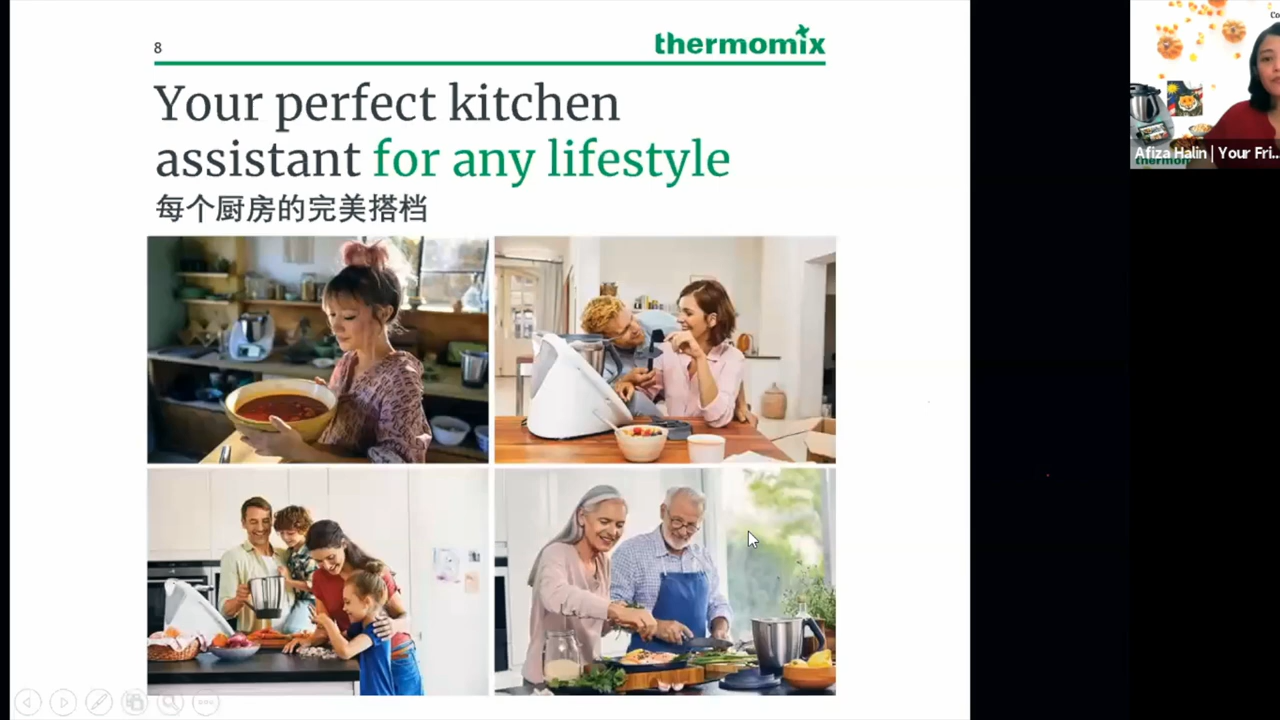 8
thermomix
Your perfect kitchen
assistant for any lifestyle
每个厨房的完美搭档
Co
Afiza Halin | Your Fri...